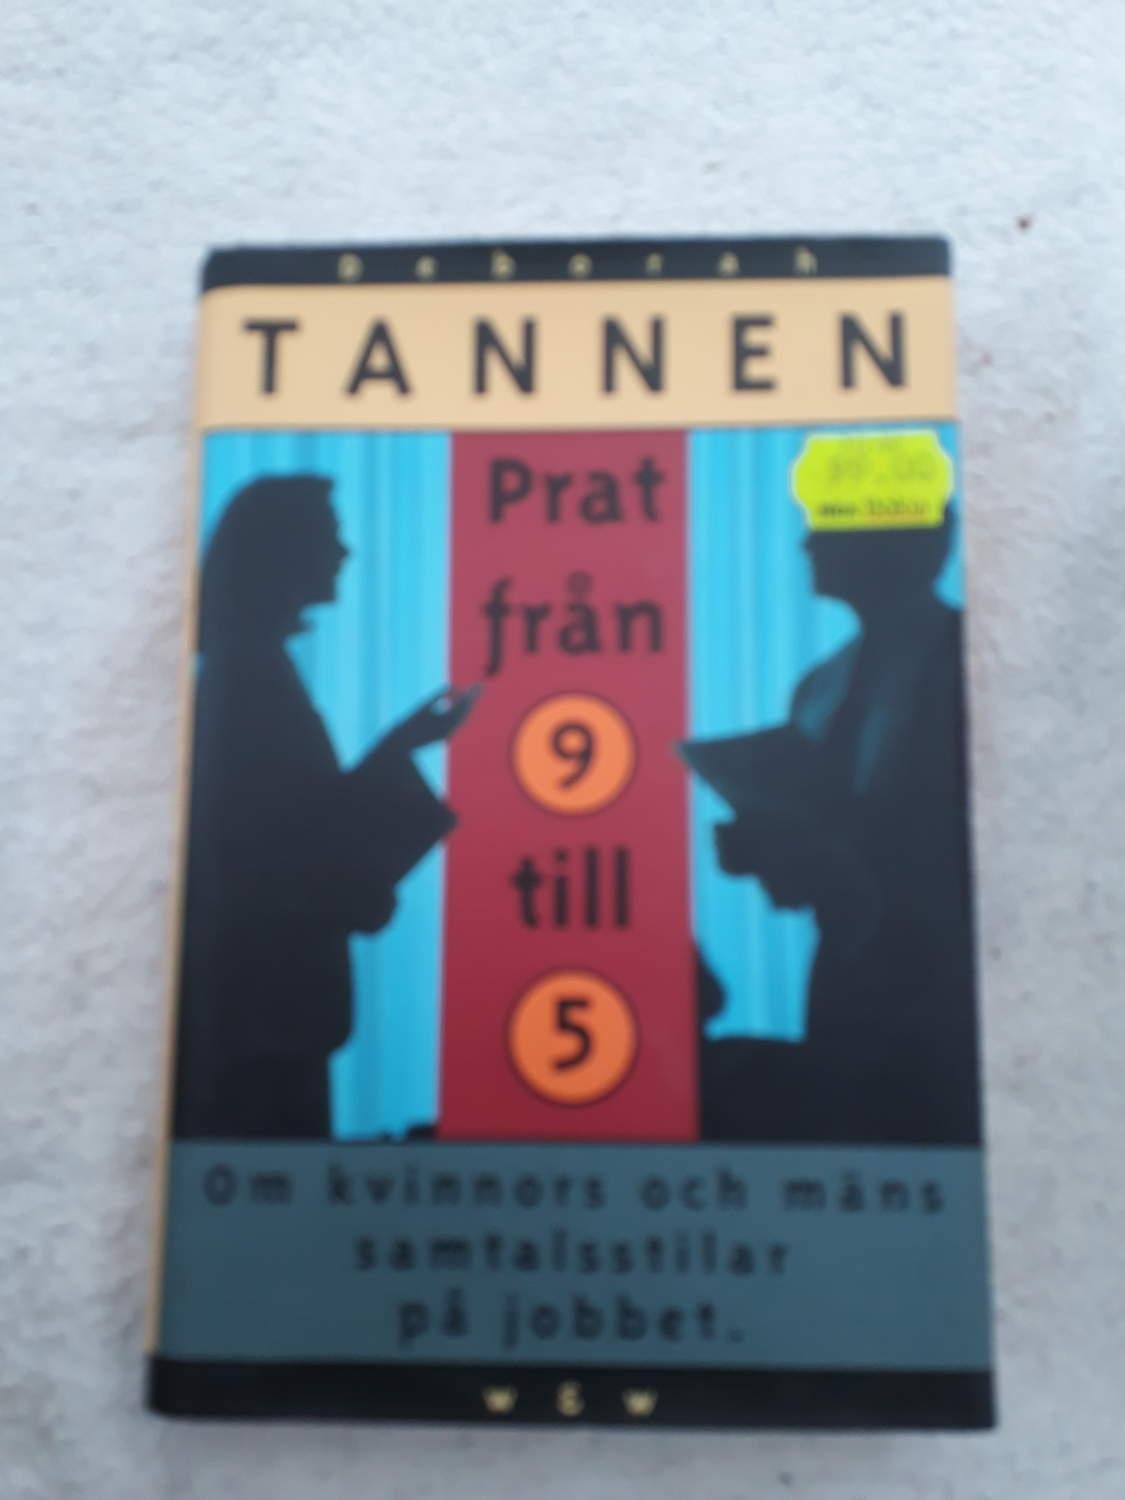 Deborah
TANNEN
Prat
från
9
till
5
Om kvinnors och mäns
samtalsstilar
på jobbet.
W&W